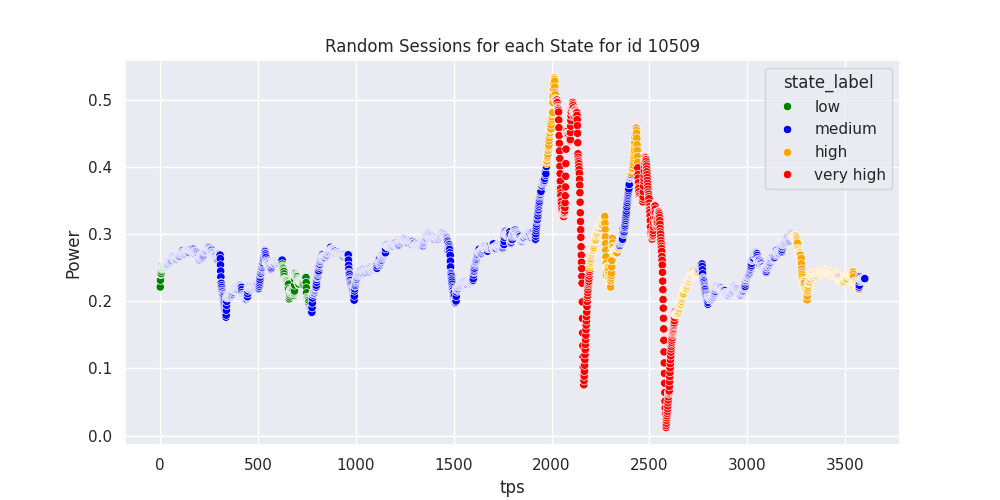 Random Sessions for each State for id 10509
state_label
low
medium
high
very high
Power
0.5
0.4
0.3
0.2
0.1
0.0
0 500 1000 1500 2000 2500 3000 3500
tps